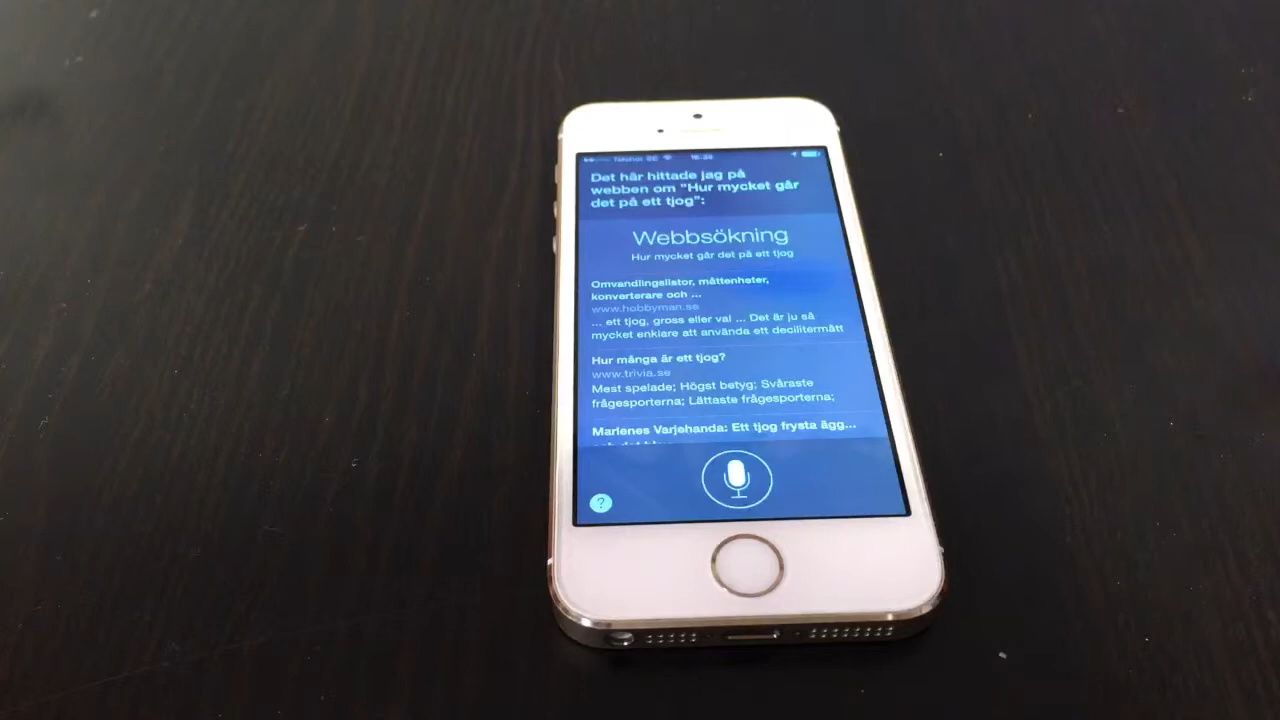 SE
Det här hittade jag på
webben om "Hur mycket går
det på ett tjog":
Webbsökning
Hur mycket går det på ett tjog
Omvandlingslistor, måttenheter,
konverterare och ...
www.hobbyman.se
... ett tjog, gross eller val ... Det är ju så
mycket enklare att använda ett decilitermått
Hur många är ett tjog?
www.trivia.se
Mest spelade; Högst betyg; Svåraste
frågesporterna; Lättaste frågesporterna;
Marlenes Varjehanda: Ett tjog frysta ägg...
?